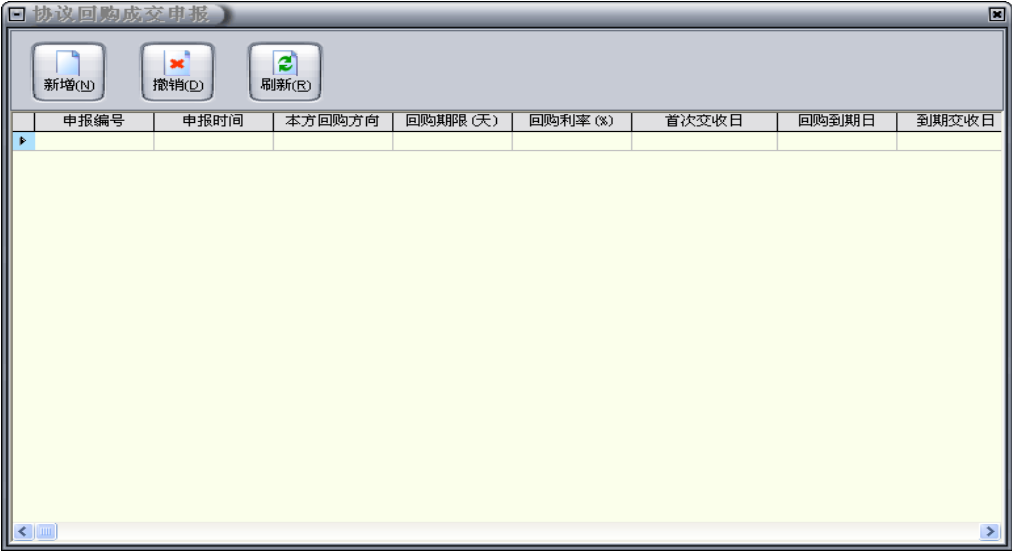 协议回购成交申报
新增(N) 撤销(D) 刷新(R)
申报编号 申报时间 本方回购方向 回购期限(天) 回购利率(%) 首次交收日 回购到期日 到期交收日